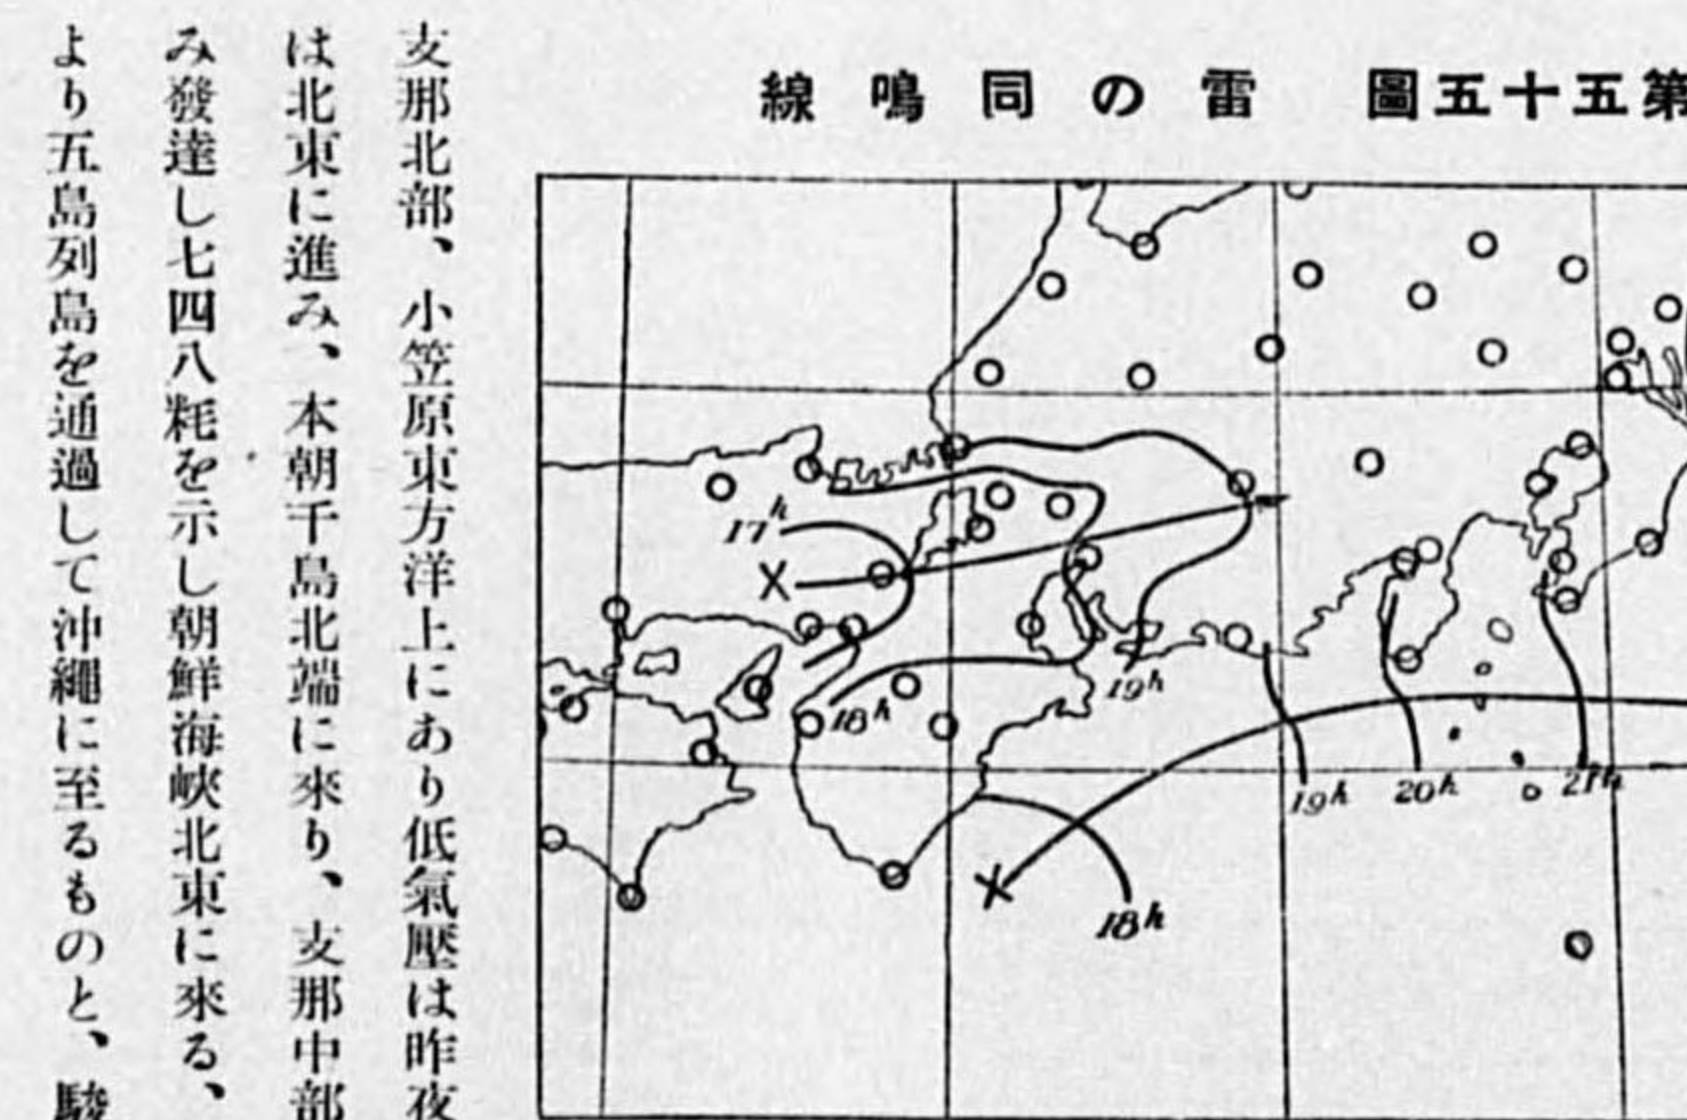 第五十五圖 雷の同鳴線
17h
18h
19h
18h
19h
20h
21h
支那北部、小笠原東方洋上にあり低氣壓は昨夜
は北東に進み、本朝千島北端に來り、支那中部
み發達し七四八粍を示し朝鮮海峽北東に來る、
より五島列島を通過して沖繩に至るものと、駿